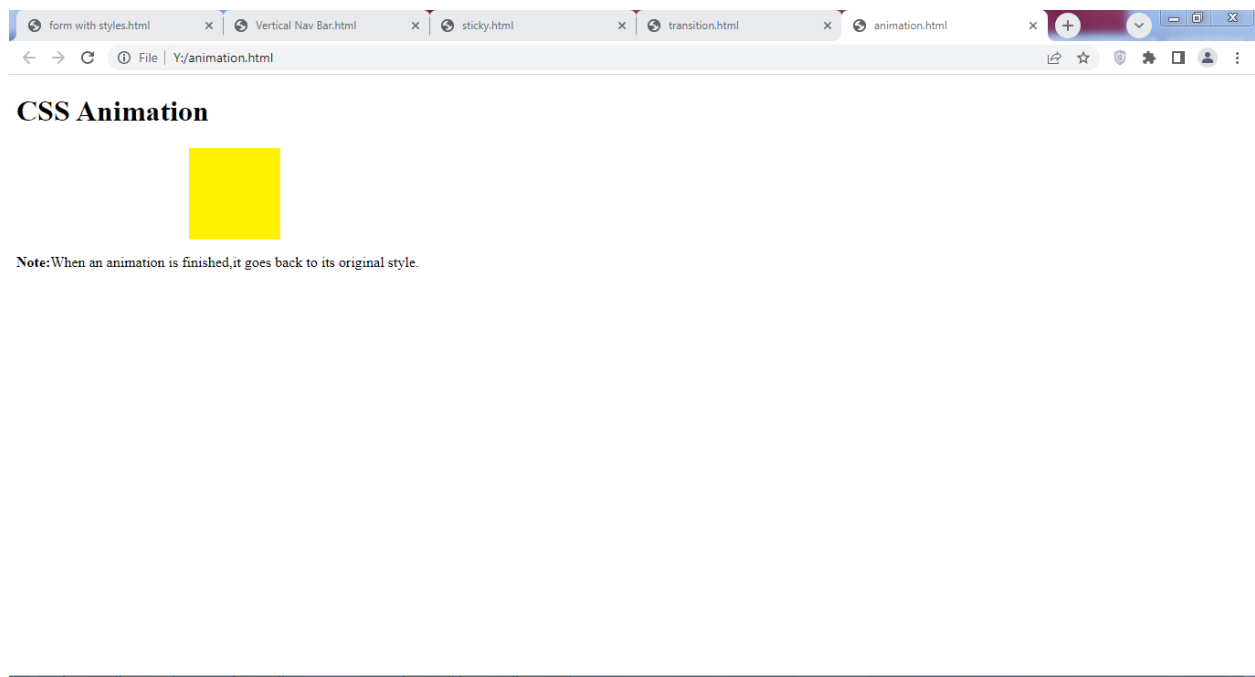 form with styles.html
Vertical Nav Bar.html
sticky.html
transition.html
animation.html
File | Y:/animation.html
CSS Animation
Note:When an animation is finished,it goes back to its original style.